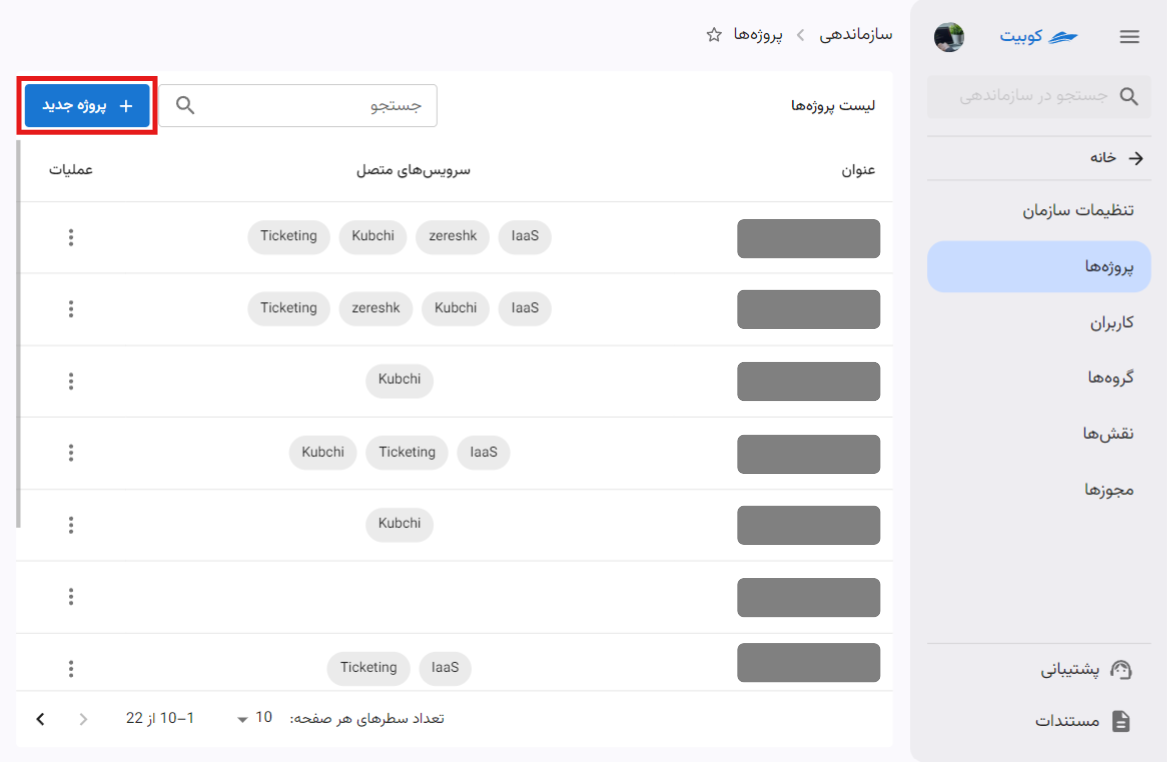 کوبیت
جستجو در سازماندهی
خانه
تنظیمات سازمان
پروژه‌ها
کاربران
گروه‌ها
نقش‌ها
مجوزها
پشتیبانی
مستندات
سازماندهی > پروژه‌ها
لیست پروژه‌ها
جستجو
+ پروژه جدید
عنوان سرویس‌های متصل عملیات
IaaS zereshk Kubchi Ticketing
IaaS Kubchi zereshk Ticketing
Kubchi
IaaS Ticketing Kubchi
Kubchi
IaaS Ticketing
تعداد سطرهای هر صفحه: 10 1–10 از 22